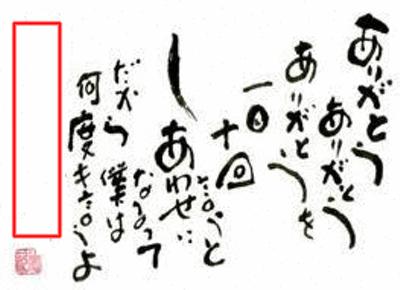 ありがとう
ありがとう
ありがとうを
一日
十回
言うと
しあわせに
なるって
だから僕は
何度も言うよ